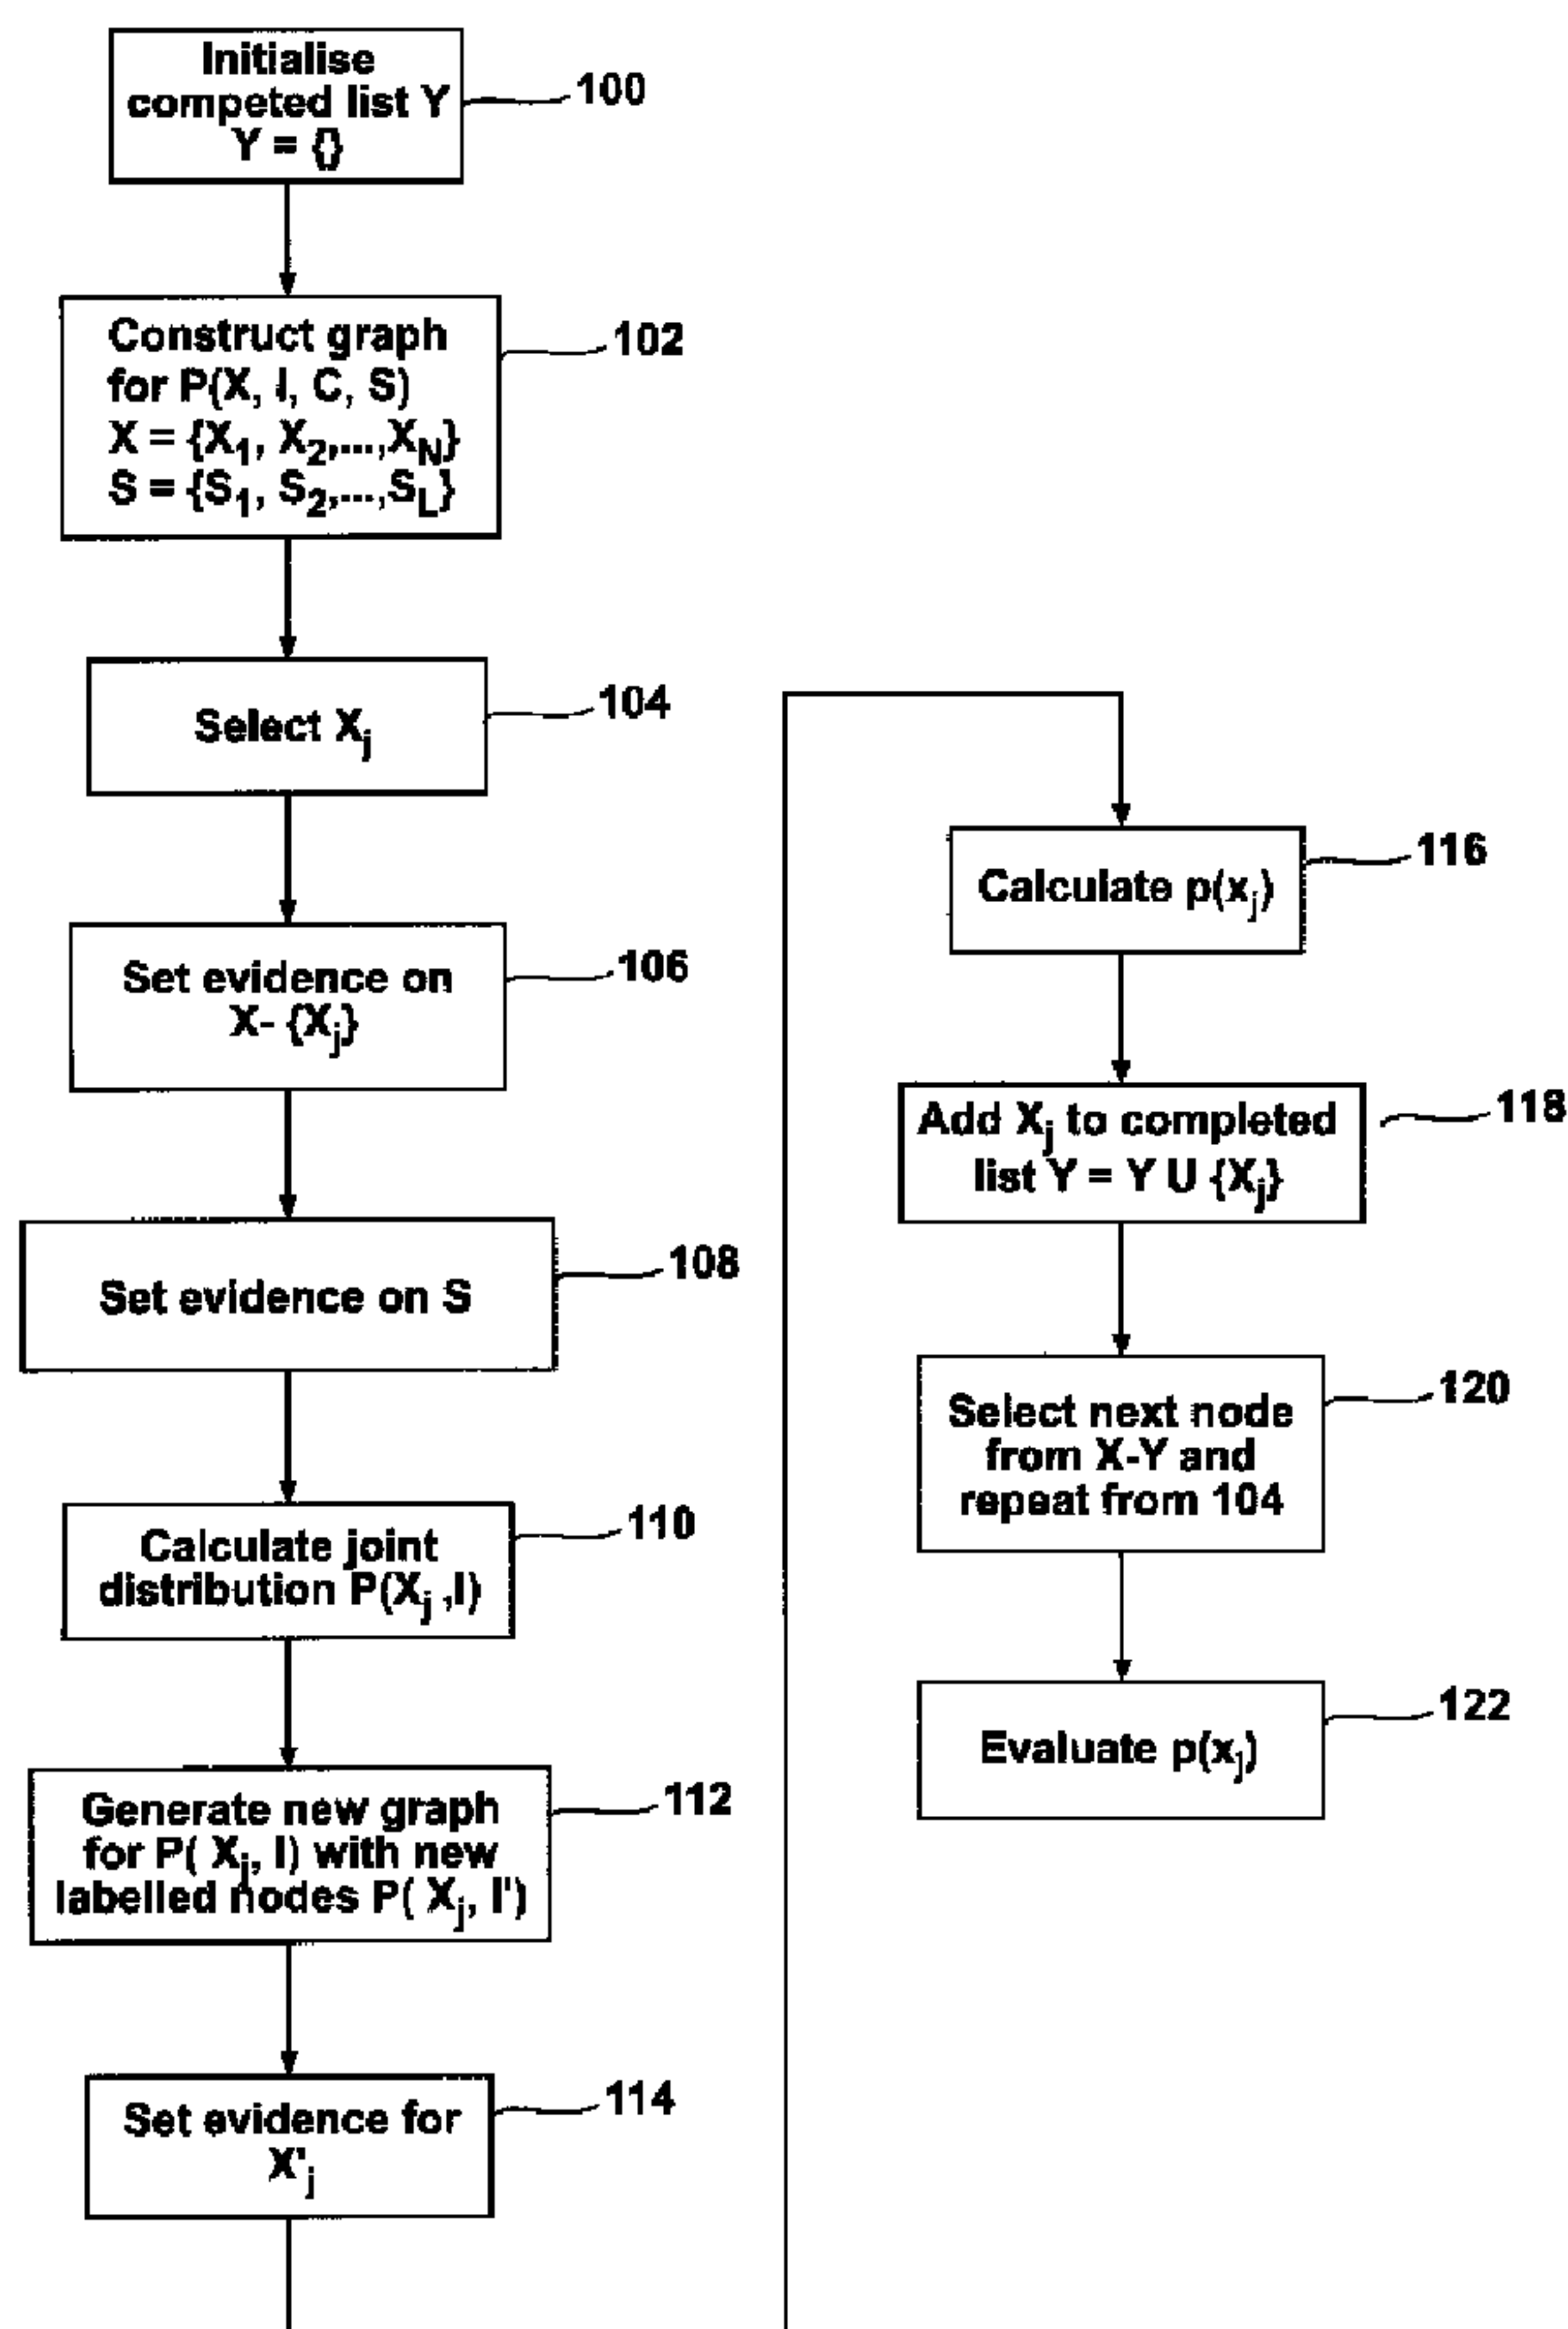 Initialise
competed list Y
Y = {}
100
Construct graph
for P(X, I, C, S)
X = {X1, X2,...,XN}
S = {S1, S2,...,SL}
102
Select Xj
104
Set evidence on
X- {Xj}
106
Set evidence on S
108
Calculate joint
distribution P(Xj ,I)
110
Generate new graph
for P( Xj, I) with new
labelled nodes P( Xj, I')
112
Set evidence for
X'j
114
Calculate p(xj)
116
Add Xj to completed
list Y = Y U {Xj}
118
Select next node
from X-Y and
repeat from 104
120
Evaluate p(xj)
122